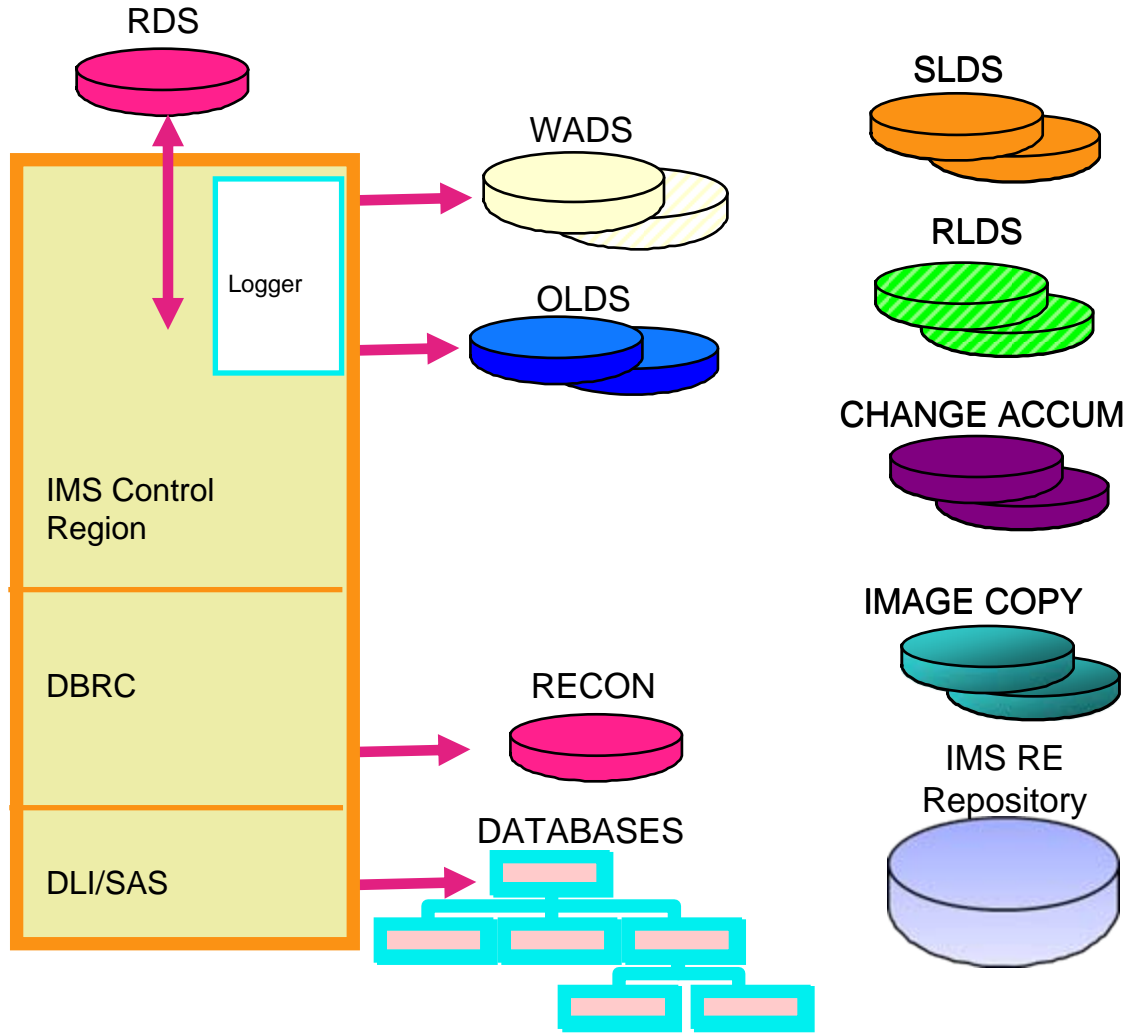 RDS
SLDS
WADS
RLDS
Logger
OLDS
CHANGE ACCUM
IMS Control
Region
IMAGE COPY
DBRC
RECON
IMS RE
Repository
DATABASES
DLI/SAS